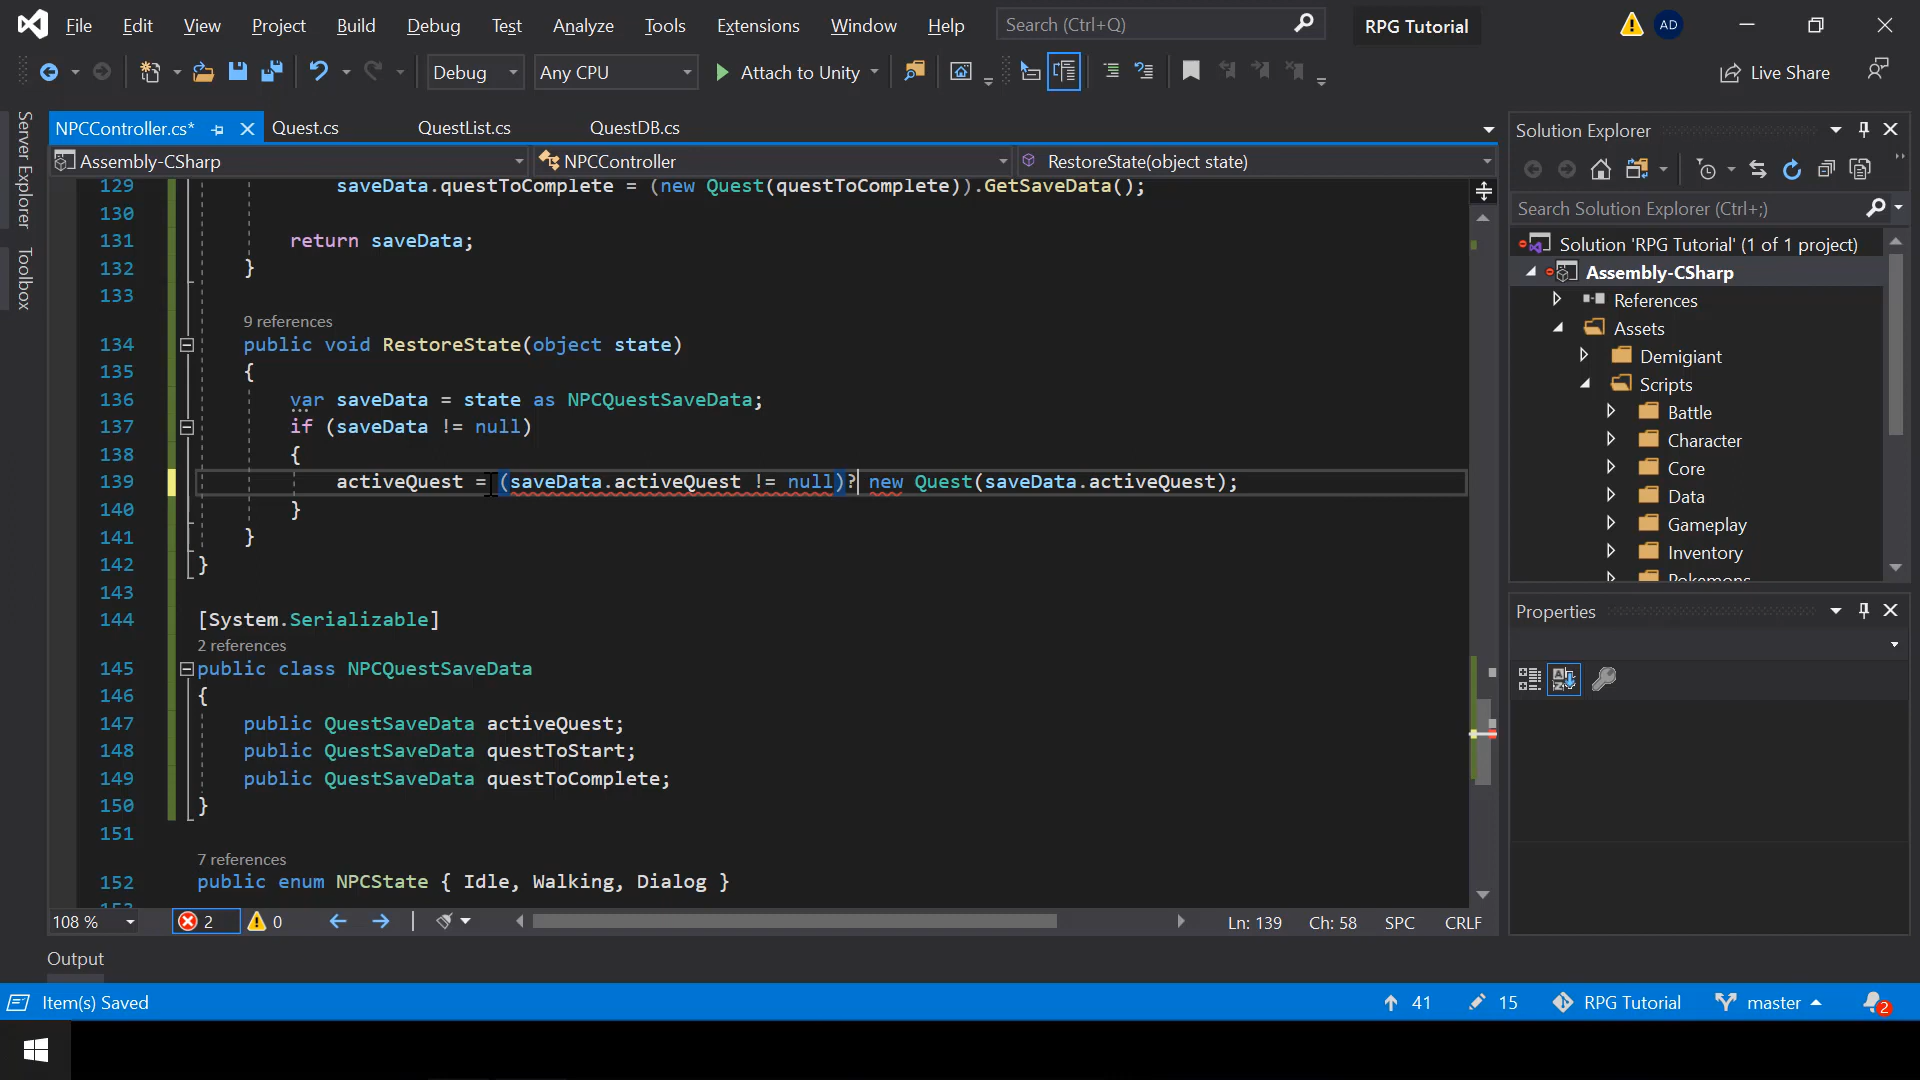 File Edit View Project Build Debug Test Analyze Tools Extensions Window Help Search (Ctrl+Q) RPG Tutorial AD
Debug Any CPU Attach to Unity Live Share
Server Explorer
Toolbox
NPCController.cs* Quest.cs QuestList.cs QuestDB.cs
Assembly-CSharp NPCController RestoreState(object state)
129 saveData.questToComplete = (new Quest(questToComplete)).GetSaveData();
130
131 return saveData;
132 }
133
9 references
134 public void RestoreState(object state)
135 {
136 var saveData = state as NPCQuestSaveData;
137 if (saveData != null)
138 {
139 activeQuest = (saveData.activeQuest != null)? new Quest(saveData.activeQuest);
140 }
141 }
142 }
143
144 [System.Serializable]
2 references
145 public class NPCQuestSaveData
146 {
147 public QuestSaveData activeQuest;
148 public QuestSaveData questToStart;
149 public QuestSaveData questToComplete;
150 }
151
7 references
152 public enum NPCState { Idle, Walking, Dialog }
108 % 2 0 Ln: 139 Ch: 58 SPC CRLF
Output
Item(s) Saved 41 15 RPG Tutorial master 2
Solution Explorer
Search Solution Explorer (Ctrl+;)
Solution 'RPG Tutorial' (1 of 1 project)
Assembly-CSharp
References
Assets
Demigiant
Scripts
Battle
Character
Core
Data
Gameplay
Inventory
Pokemons
Properties